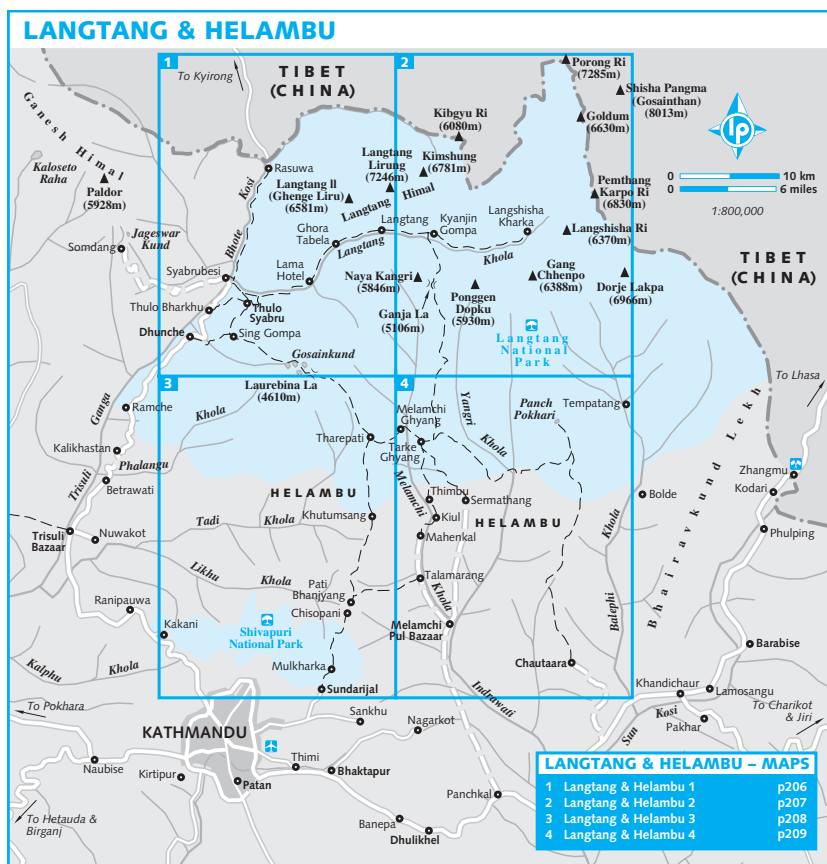 LANGTANG & HELAMBU
1
2
To Kyirong
TIBET
(CHINA)
Porong Ri
(7285m)
Shisha Pangma
(Gosainthan)
(8013m)
Goldum
(6630m)
Kibgyu Ri
(6080m)
lp
Ganesh Himal
Kaloseto
Raha
Paldor
(5928m)
Rasuwa
Langtang
Lirung
(7246m)
Kimshung
(6781m)
Langtang ll
(Ghenge Liru)
(6581m)
Langtang Himal
Pemthang
Karpo Ri
(6830m)
0 10 km
0 6 miles
1:800,000
Jageswar
Kund
Somdang
Bhote Kosi
Ghora
Tabela
Langtang
Kyanjin
Gompa
Langshisha
Kharka
Langshisha Ri
(6370m)
Langtang Khola
Syabrubesi
Lama
Hotel
Naya Kangri
(5846m)
Gang
Chhenpo
(6388m)
Dorje Lakpa
(6966m)
TIBET
(CHINA)
Thulo Bharkhu
Thulo
Syabru
Ganja La
(5106m)
Ponggen
Dopku
(5930m)
Dhunche
Sing Gompa
Langtang
National
Park
Gosainkund
3
4
Laurebina La
(4610m)
To Lhasa
Ramche
Khola
Melamchi
Ghyang
Yangri Khola
Panch
Pokhari
Tempatang
Tharepati
Tarke
Ghyang
Kalikhastan
Trisuli Ganga
Phalangu
Betrawati
Zhangmu
Kodari
HELAMBU
Melamchi Khola
Thimbu
Sermathang
Bolde
Bhairavkund Lekh
Khutumsang
Kiul
HELAMBU
Tadi Khola
Trisuli
Bazaar
Nuwakot
Mahenkal
Phulping
Likhu Khola
Pati
Bhanjyang
Talamarang
Balephi Khola
Ranipauwa
Chisopani
Kakani
Shivapuri
National Park
Melamchi
Pul Bazaar
Barabise
Kalphu Khola
Mulkharka
Chautaara
Sundarijal
Indrawati
Khandichaur
Lamosangu
To Pokhara
Sankhu
Sun Kosi
Pakhar
To Charikot
& Jiri
KATHMANDU
Nagarkot
Naubise
Kirtipur
Thimi
Bhaktapur
Patan
Panchkal
To Hetauda &
Birganj
Banepa
Dhulikhel
LANGTANG & HELAMBU – MAPS
1 Langtang & Helambu 1 p206
2 Langtang & Helambu 2 p207
3 Langtang & Helambu 3 p208
4 Langtang & Helambu 4 p209